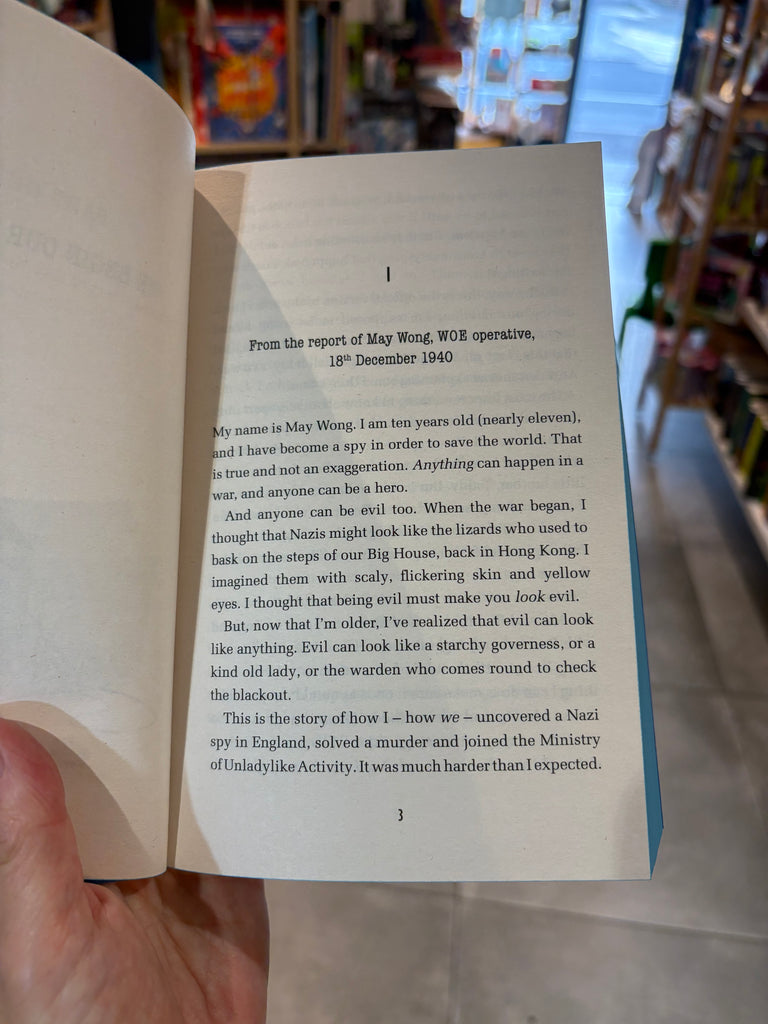 I
From the report of May Wong, WOE operative,
18th December 1940
My name is May Wong. I am ten years old (nearly eleven),
and I have become a spy in order to save the world. That
is true and not an exaggeration. Anything can happen in a
war, and anyone can be a hero.
And anyone can be evil too. When the war began, I
thought that Nazis might look like the lizards who used to
bask on the steps of our Big House, back in Hong Kong. I
imagined them with scaly, flickering skin and yellow
eyes. I thought that being evil must make you look evil.
But, now that I’m older, I’ve realized that evil can look
like anything. Evil can look like a starchy governess, or a
kind old lady, or the warden who comes round to check
the blackout.
This is the story of how I – how we – uncovered a Nazi
spy in England, solved a murder and joined the Ministry
of Unladylike Activity. It was much harder than I expected.
3